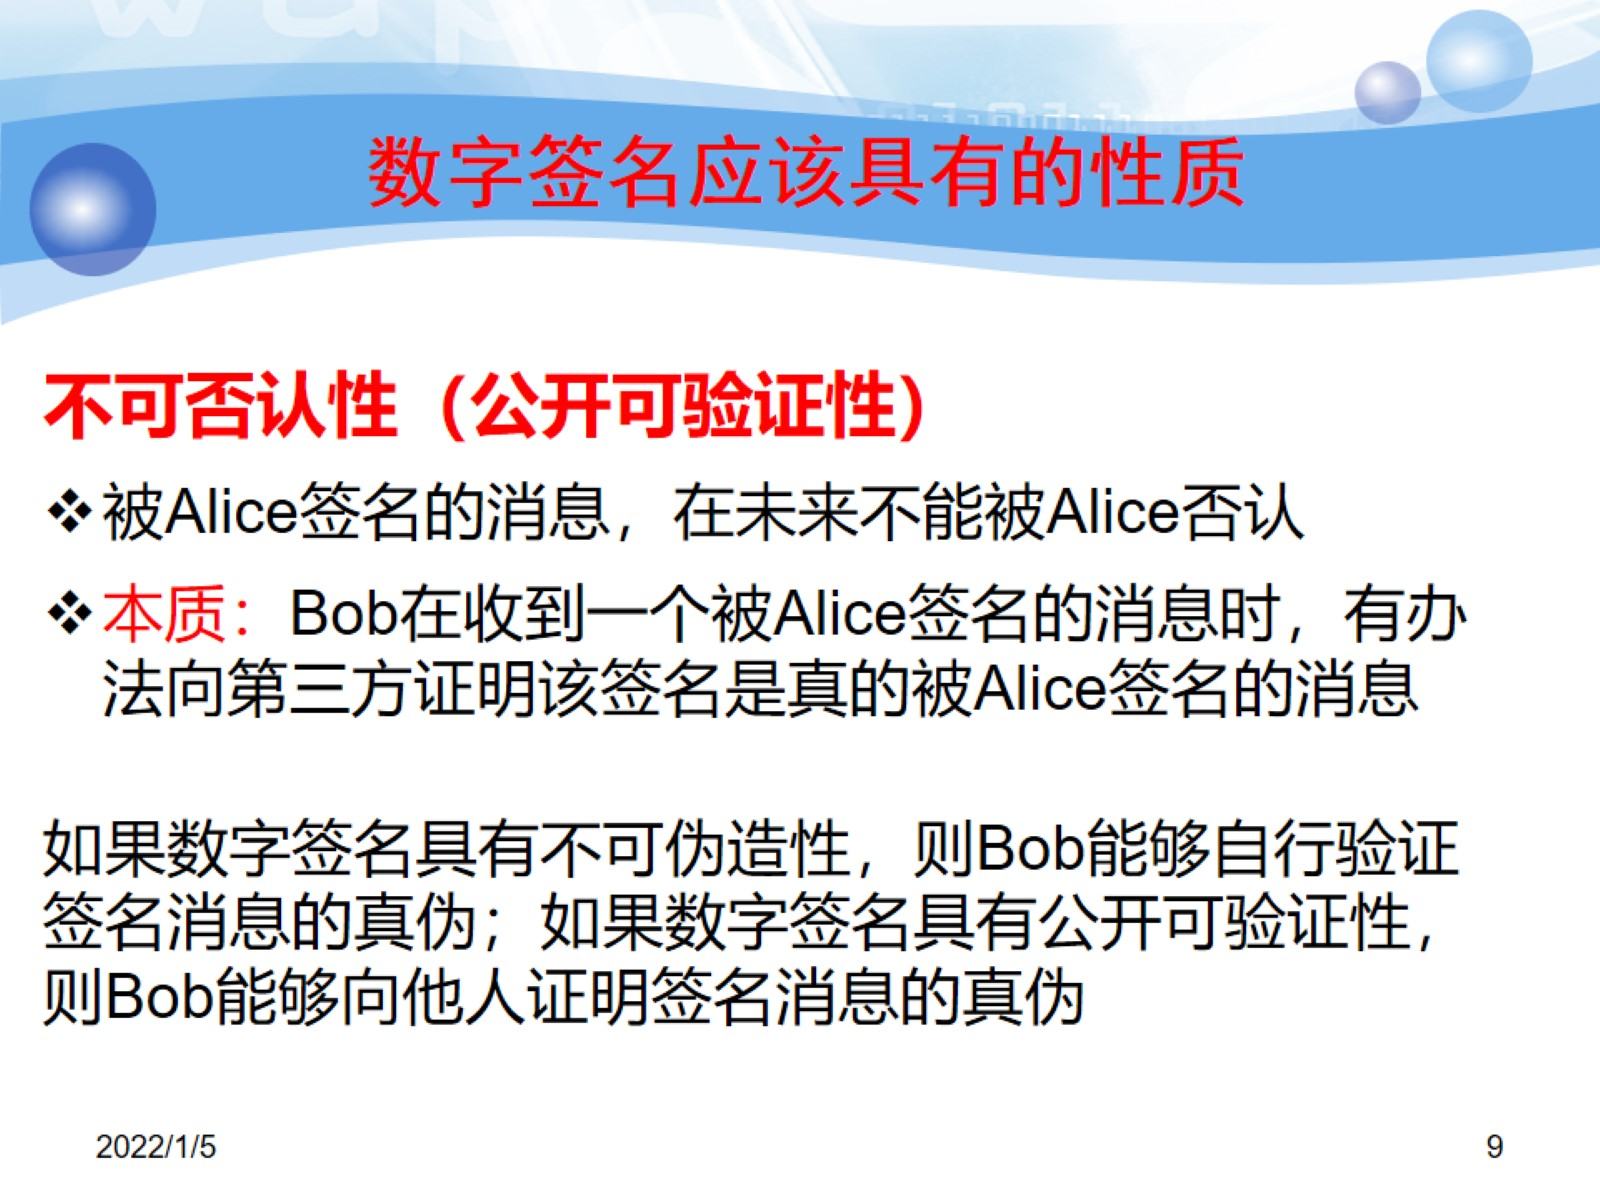 数字签名应该具有的性质
不可否认性（公开可验证性）
❖被Alice签名的消息，在未来不能被Alice否认
❖本质：Bob在收到一个被Alice签名的消息时，有办
法向第三方证明该签名是真的被Alice签名的消息
如果数字签名具有不可伪造性，则Bob能够自行验证
签名消息的真伪；如果数字签名具有公开可验证性，
则Bob能够向他人证明签名消息的真伪
2022/1/5
9